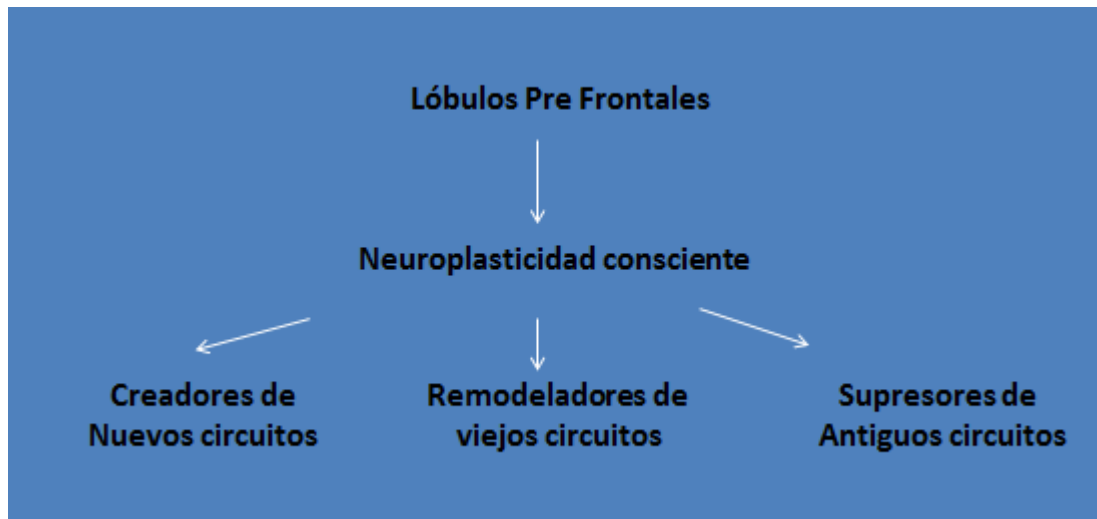 Lóbulos Pre Frontales
Neuroplasticidad consciente
Creadores de
Nuevos circuitos
Remodeladores de
viejos circuitos
Supresores de
Antiguos circuitos